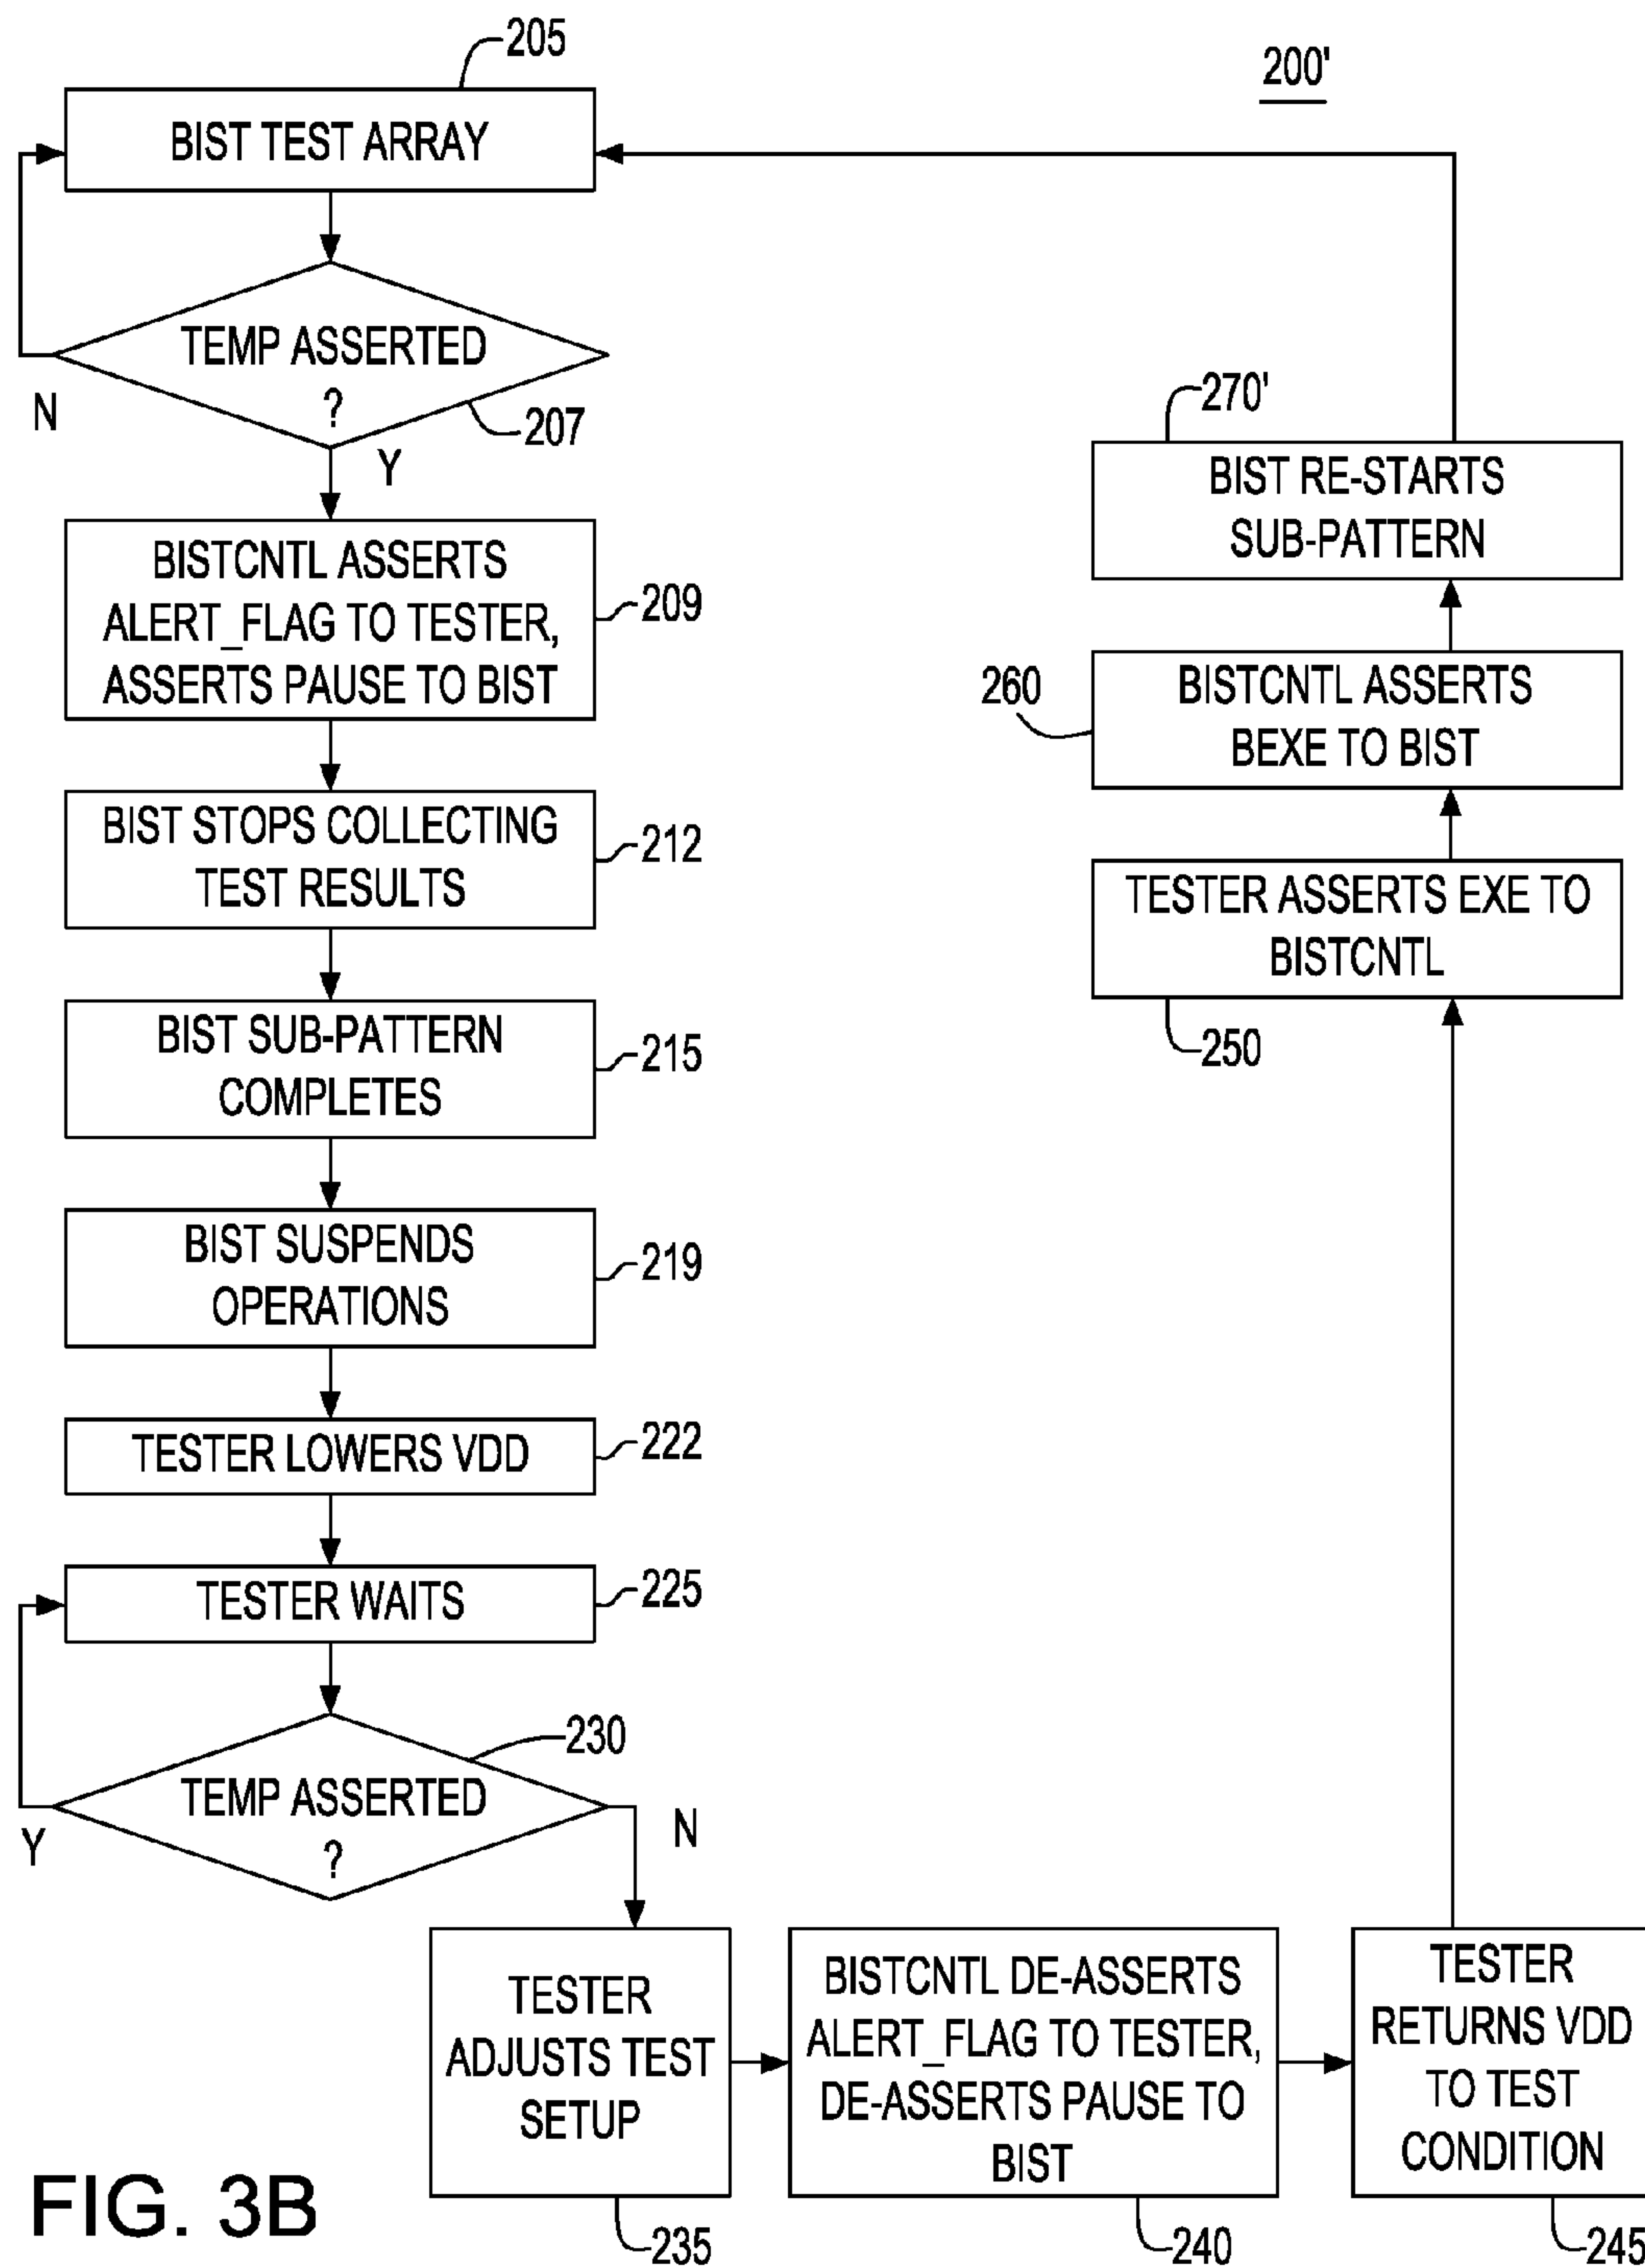 205
200'
BIST TEST ARRAY
TEMP ASSERTED
?
N
207
Y
BISTCNTL ASSERTS
ALERT_FLAG TO TESTER,
ASSERTS PAUSE TO BIST
209
BIST STOPS COLLECTING
TEST RESULTS
212
BIST SUB-PATTERN
COMPLETES
215
BIST SUSPENDS
OPERATIONS
219
TESTER LOWERS VDD
222
TESTER WAITS
225
230
TEMP ASSERTED
?
Y
N
TESTER
ADJUSTS TEST
SETUP
235
BISTCNTL DE-ASSERTS
ALERT_FLAG TO TESTER,
DE-ASSERTS PAUSE TO
BIST
240
TESTER
RETURNS VDD
TO TEST
CONDITION
245
TESTER ASSERTS EXE TO
BISTCNTL
250
260
BISTCNTL ASSERTS
BEXE TO BIST
270'
BIST RE-STARTS
SUB-PATTERN
FIG. 3B